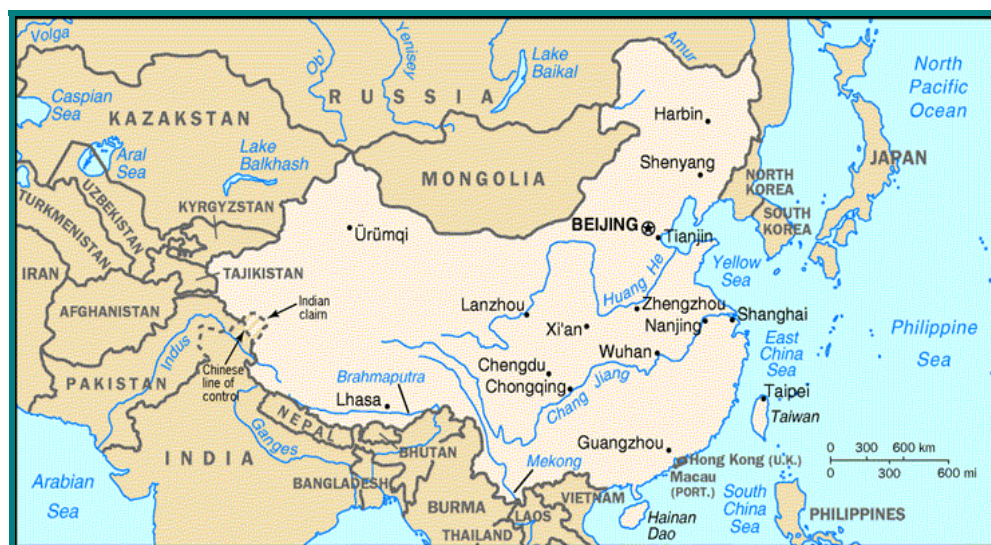 Volga
Ob'
Yenisey
Amur
Lake
Baikal
North
Pacific
Ocean
RUSSIA
Caspian
Sea
KAZAKSTAN
Harbin
Aral
Sea
Lake
Balkhash
Shenyang
JAPAN
MONGOLIA
NORTH
KOREA
UZBEKISTAN
TURKMENISTAN
KYRGYZSTAN
SOUTH
KOREA
BEIJING
Tianjin
Ürümqi
IRAN
TAJIKISTAN
Yellow
Sea
Huang He
AFGHANISTAN
Indian
claim
Lanzhou
Zhengzhou
Shanghai
Xi'an
Nanjing
Philippine
Sea
East
China
Sea
Indus
Wuhan
Chinese
line of
control
Chengdu
Chongqing
Chang Jiang
PAKISTAN
Brahmaputra
Lhasa
Taipei
Taiwan
NEPAL
Ganges
BHUTAN
Guangzhou
0 300 600 km
0 300 600 mi
INDIA
Mekong
Hong Kong (U.K.)
Macau
(PORT.)
Arabian
Sea
BANGLADESH
BURMA
VIETNAM
LAOS
South
China
Sea
Hainan
Dao
PHILIPPINES
THAILAND